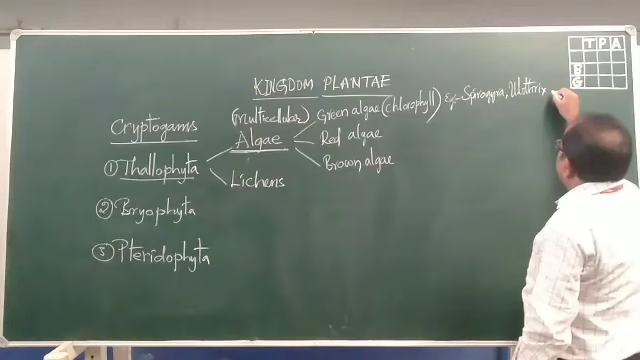 KINGDOM PLANTAE
T P A
B
G
Cryptogams
(Multicellular)
Algae
Green algae (Chlorophyll) Eg:- Spirogyra, Ulothrix
Red algae
Brown algae
① Thallophyta
Lichens
② Bryophyta
③ Pteridophyta